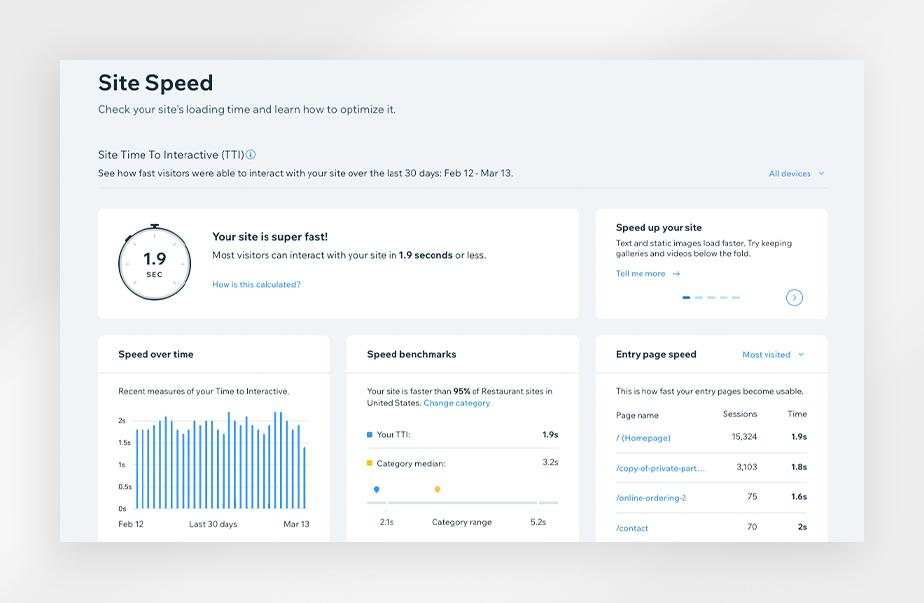 Site Speed
Check your site's loading time and learn how to optimize it.
Site Time To Interactive (TTI)
See how fast visitors were able to interact with your site over the last 30 days: Feb 12 - Mar 13.
All devices
1.9
SEC
Your site is super fast!
Most visitors can interact with your site in 1.9 seconds or less.
How is this calculated?
Speed up your site
Text and static images load faster. Try keeping
galleries and videos below the fold.
Tell me more →
Speed over time
Recent measures of your Time to Interactive.
2s
1.5s
1s
0.5s
0s
Feb 12 Last 30 days Mar 13
Speed benchmarks
Your site is faster than 95% of Restaurant sites in
United States. Change category
Your TTI: 1.9s
Category median: 3.2s
2.1s Category range 5.2s
Entry page speed Most visited
This is how fast your entry pages become usable.
Page name Sessions Time
/ (Homepage) 15,324 1.9s
/copy-of-private-part... 3,103 1.8s
/online-ordering-2 75 1.6s
/contact 70 2s